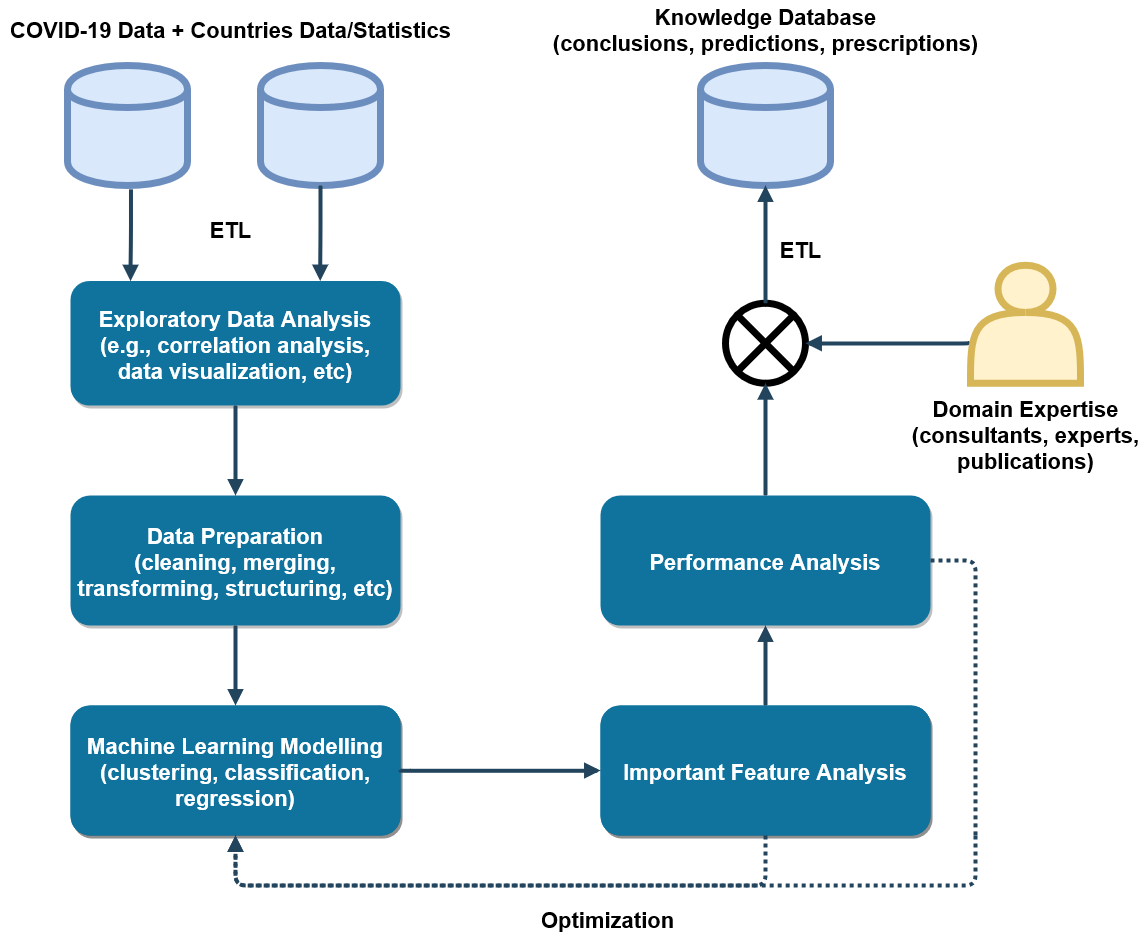 COVID-19 Data + Countries Data/Statistics
ETL
Exploratory Data Analysis
(e.g., correlation analysis,
data visualization, etc)
Data Preparation
(cleaning, merging,
transforming, structuring, etc)
Machine Learning Modelling
(clustering, classification,
regression)
Important Feature Analysis
Performance Analysis
Optimization
Domain Expertise
(consultants, experts,
publications)
ETL
Knowledge Database
(conclusions, predictions, prescriptions)